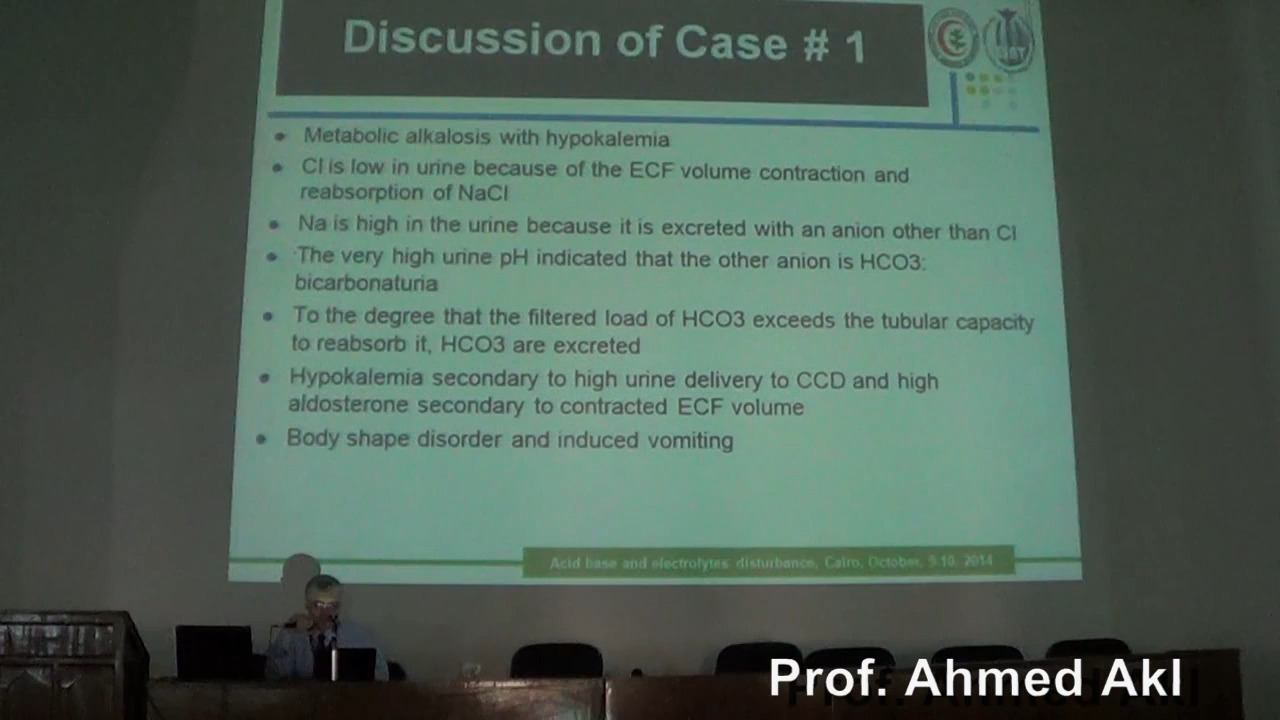 Discussion of Case # 1
Metabolic alkalosis with hypokalemia
Cl is low in urine because of the ECF volume contraction and
reabsorption of NaCl
Na is high in the urine because it is excreted with an anion other than Cl
The very high urine pH indicated that the other anion is HCO3:
bicarbonaturia
To the degree that the filtered load of HCO3 exceeds the tubular capacity
to reabsorb it, HCO3 are excreted
Hypokalemia secondary to high urine delivery to CCD and high
aldosterone secondary to contracted ECF volume
Body shape disorder and induced vomiting
Acid base and electrolytes disturbance, Cairo, October, 9-10, 2014
Prof. Ahmed Akl